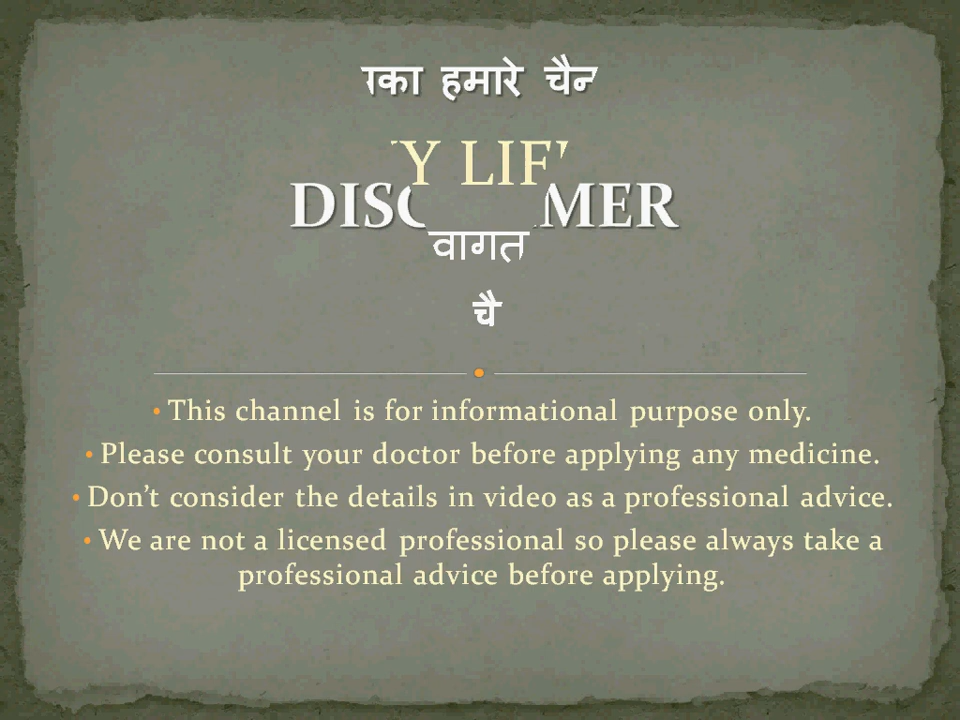 का हमारे चैन
Y LIF
DISC MER
वागत
चै
• This channel is for informational purpose only.
• Please consult your doctor before applying any medicine.
• Don't consider the details in video as a professional advice.
• We are not a licensed professional so please always take a
professional advice before applying.